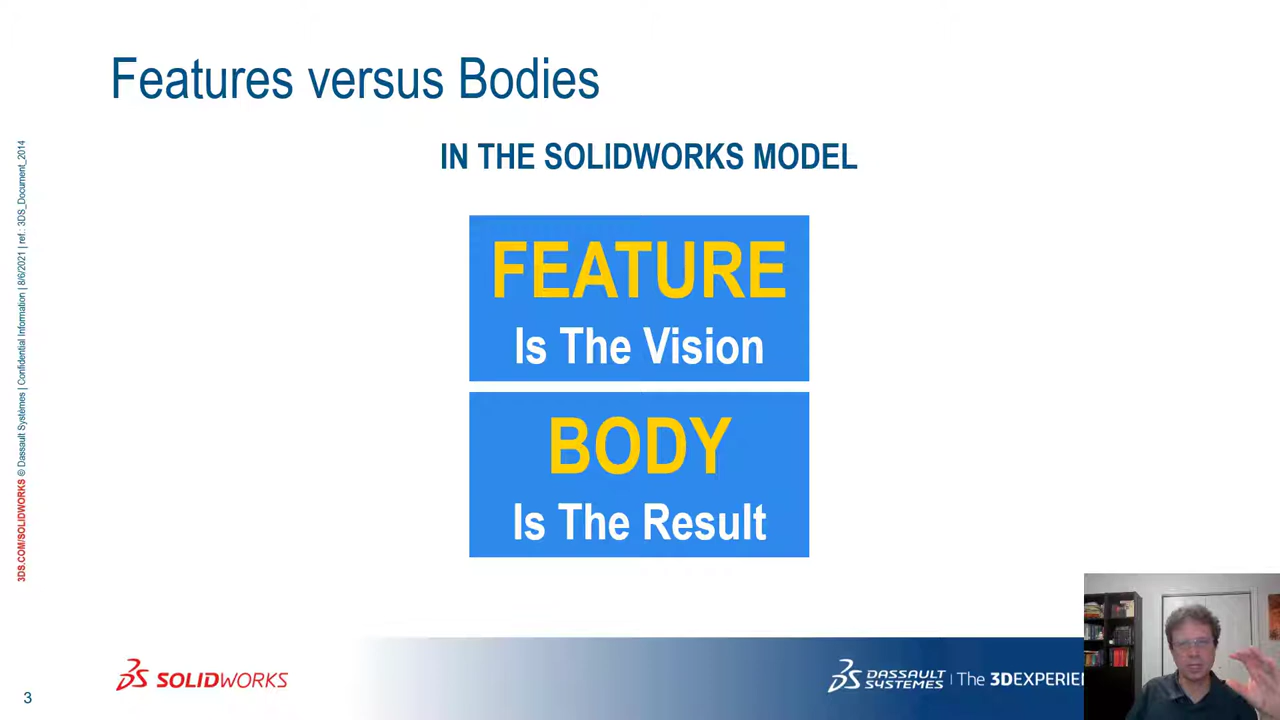 Features versus Bodies
IN THE SOLIDWORKS MODEL
FEATURE
Is The Vision
BODY
Is The Result
3DS.COM/SOLIDWORKS © Dassault Systèmes | Confidential Information | 8/6/2021 | ref.: 3DS_Document_2014
3
SOLIDWORKS
DASSAULT
SYSTEMES
| The 3DEXPERIEN